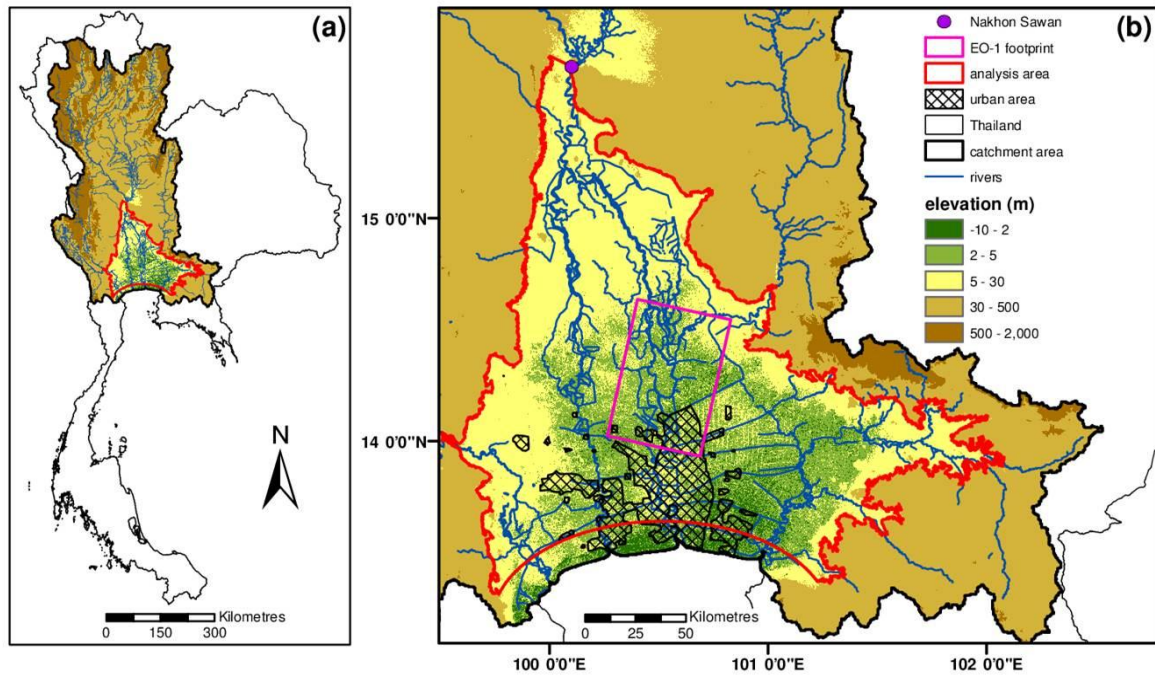 (a)
N
Kilometres
0 150 300
(b)
Nakhon Sawan
EO-1 footprint
analysis area
urban area
Thailand
catchment area
rivers
elevation (m)
-10 - 2
2 - 5
5 - 30
30 - 500
500 - 2,000
15 0'0"N
14 0'0"N
Kilometres
0 25 50
100 0'0"E
101 0'0"E
102 0'0"E